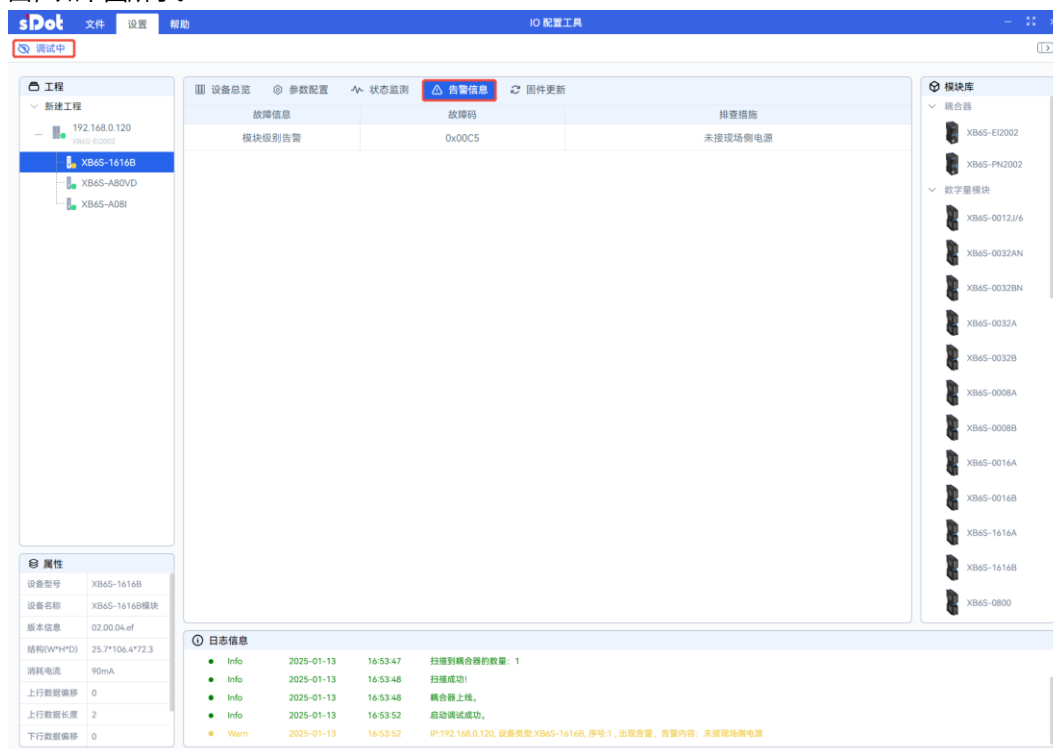 sDot 文件 设置 帮助 IO 配置工具
调试中
工程
新建工程
192.168.0.120
XB6S-EI2002
XB6S-1616B
XB6S-A80VD
XB6S-A08I
设备总览 参数配置 状态监测 告警信息 固件更新
故障信息 故障码 排查措施
模块级别告警 0x00C5 未接现场侧电源
模块库
耦合器
XB6S-EI2002
XB6S-PN2002
数字量模块
XB6S-0012J/6
XB6S-0032AN
XB6S-0032BN
XB6S-0032A
XB6S-0032B
XB6S-0008A
XB6S-0008B
XB6S-0016A
XB6S-0016B
XB6S-1616A
XB6S-1616B
XB6S-0800
属性
设备型号 XB6S-1616B
设备名称 XB6S-1616B模块
版本信息 02.00.04.ef
结构(W*H*D) 25.7*106.4*72.3
消耗电流 90mA
上行数据偏移 0
上行数据长度 2
下行数据偏移 0
日志信息
Info 2025-01-13 16:53:47 扫描到耦合器的数量: 1
Info 2025-01-13 16:53:48 扫描成功!
Info 2025-01-13 16:53:48 耦合器上线。
Info 2025-01-13 16:53:52 启动调试成功。
Warn 2025-01-13 16:53:52 IP:192.168.0.120, 设备类型:XB6S-1616B, 序号:1 , 出现告警, 告警内容: 未接现场侧电源